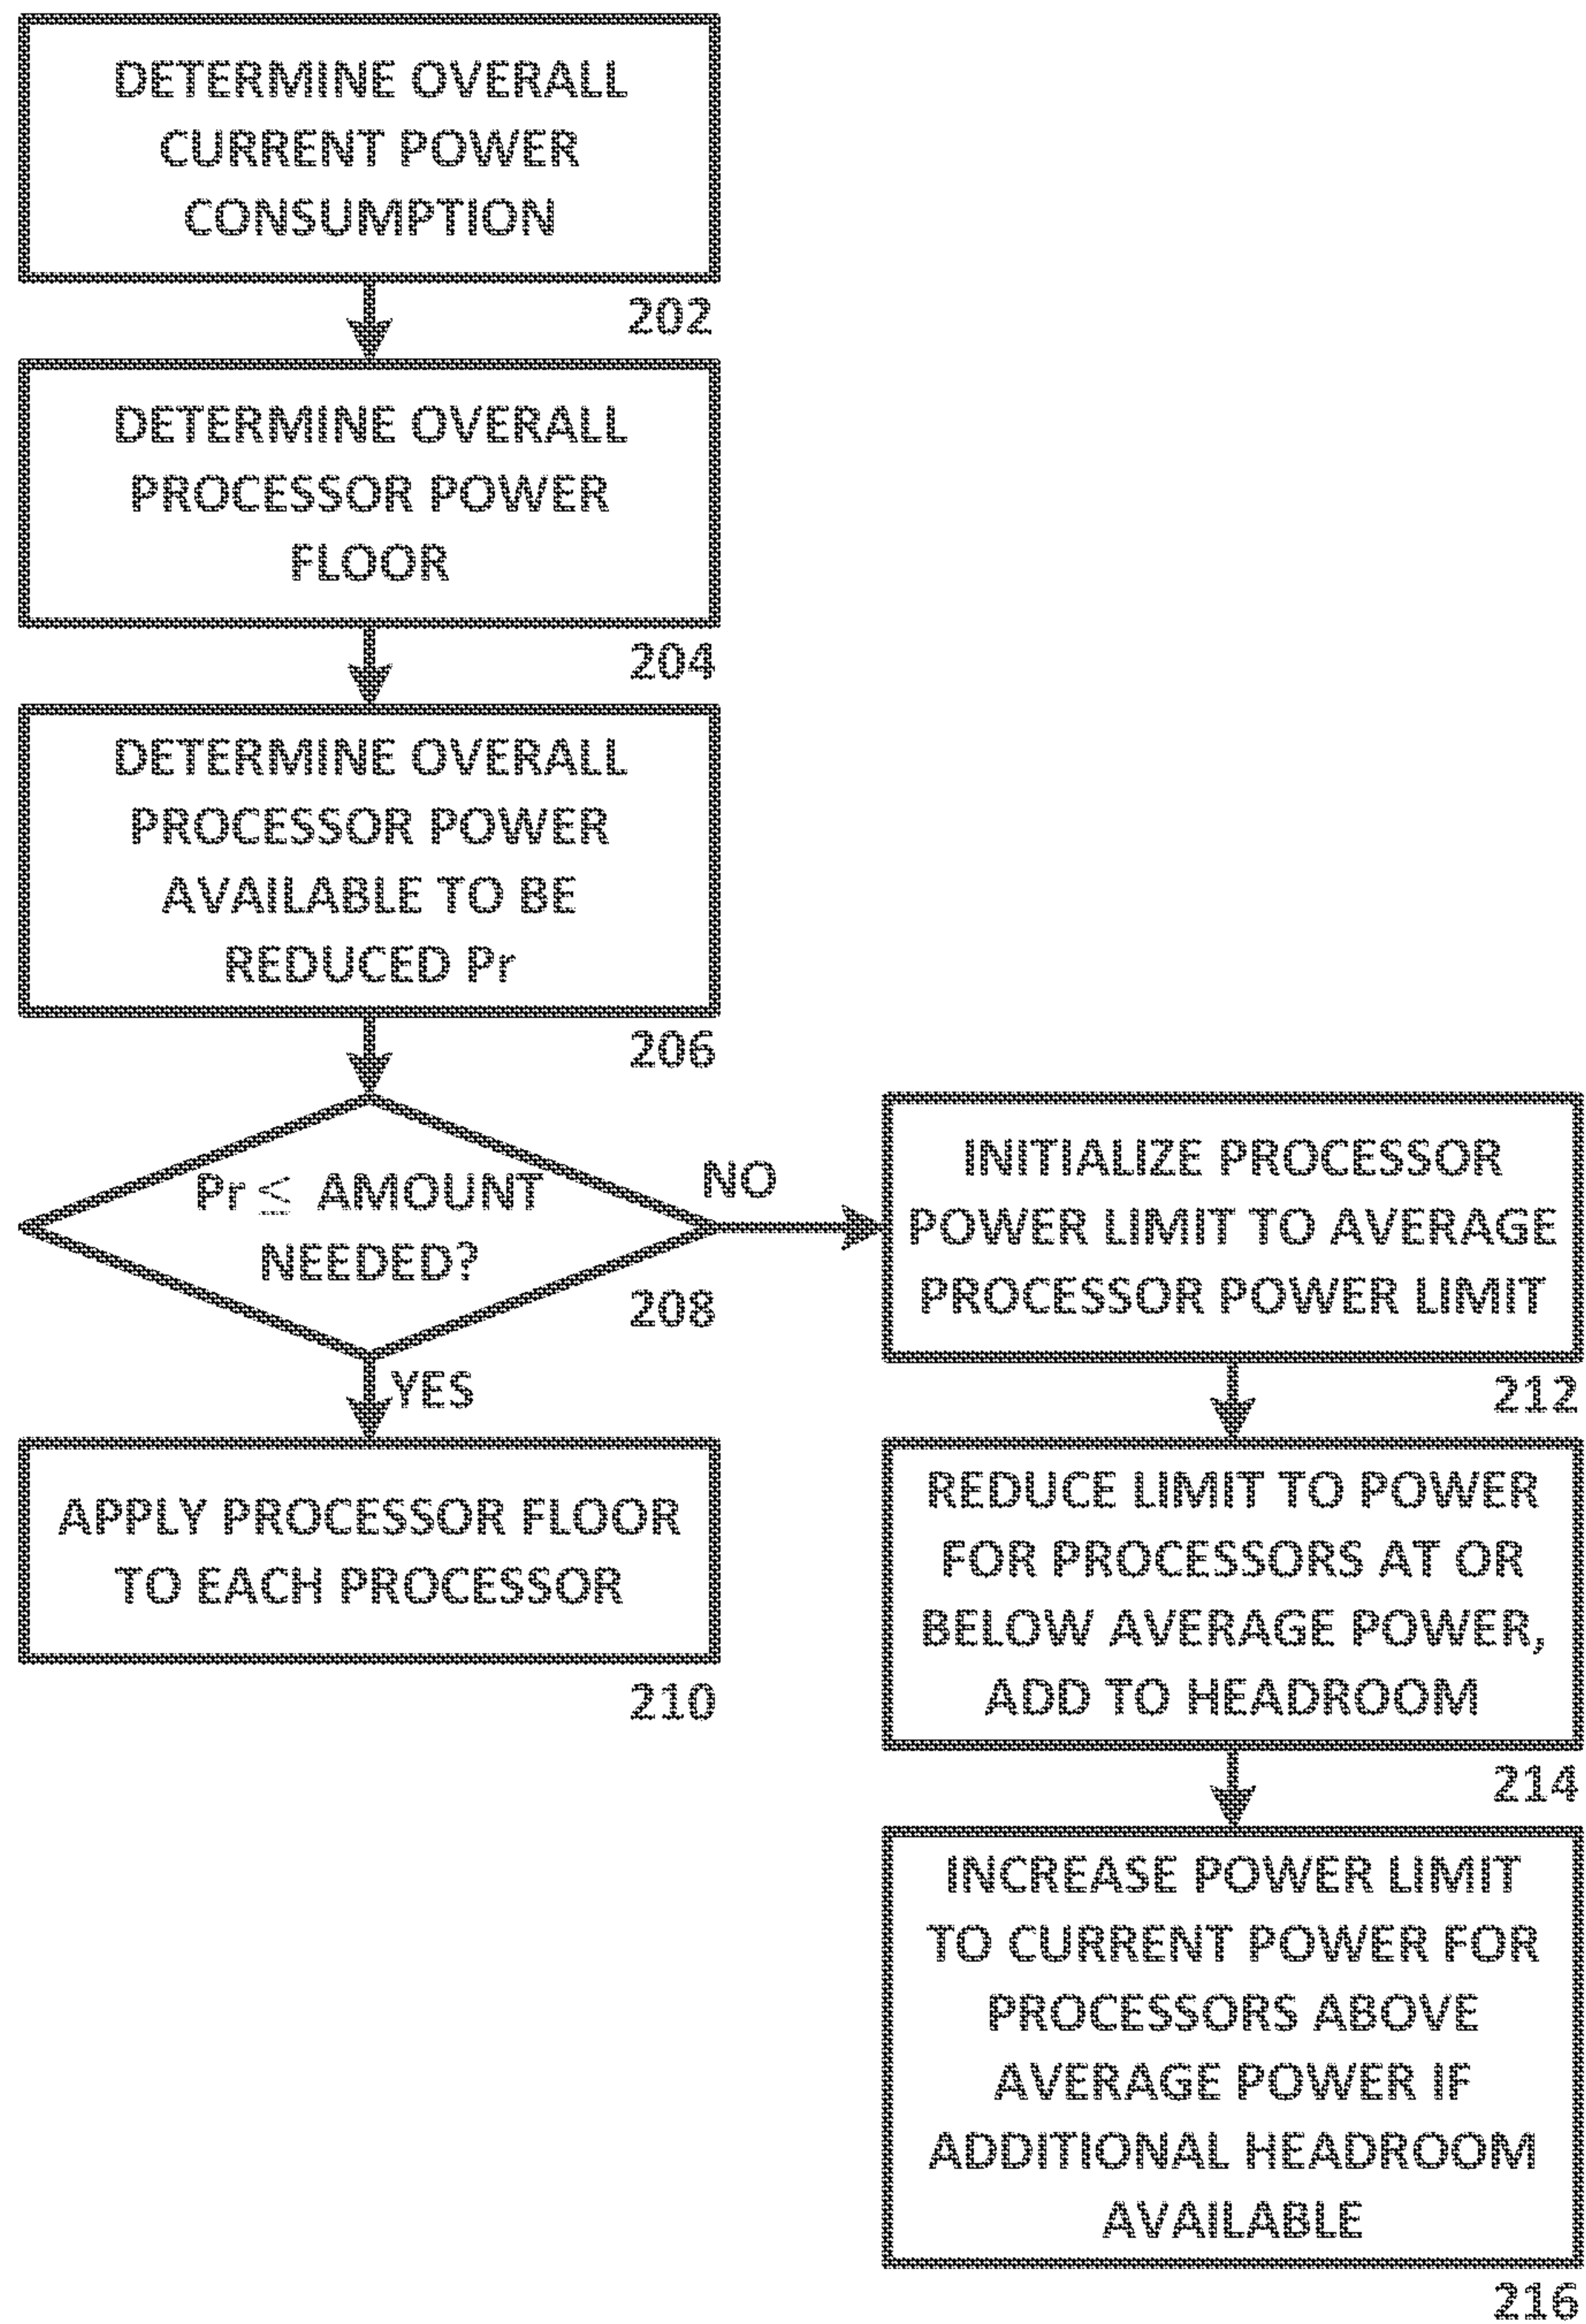 DETERMINE OVERALL
CURRENT POWER
CONSUMPTION
202
DETERMINE OVERALL
PROCESSOR POWER
FLOOR
204
DETERMINE OVERALL
PROCESSOR POWER
AVAILABLE TO BE
REDUCED Pr
206
Pr ≤ AMOUNT
NEEDED?
208
NO
YES
APPLY PROCESSOR FLOOR
TO EACH PROCESSOR
210
INITIALIZE PROCESSOR
POWER LIMIT TO AVERAGE
PROCESSOR POWER LIMIT
212
REDUCE LIMIT TO POWER
FOR PROCESSORS AT OR
BELOW AVERAGE POWER,
ADD TO HEADROOM
214
INCREASE POWER LIMIT
TO CURRENT POWER FOR
PROCESSORS ABOVE
AVERAGE POWER IF
ADDITIONAL HEADROOM
AVAILABLE
216